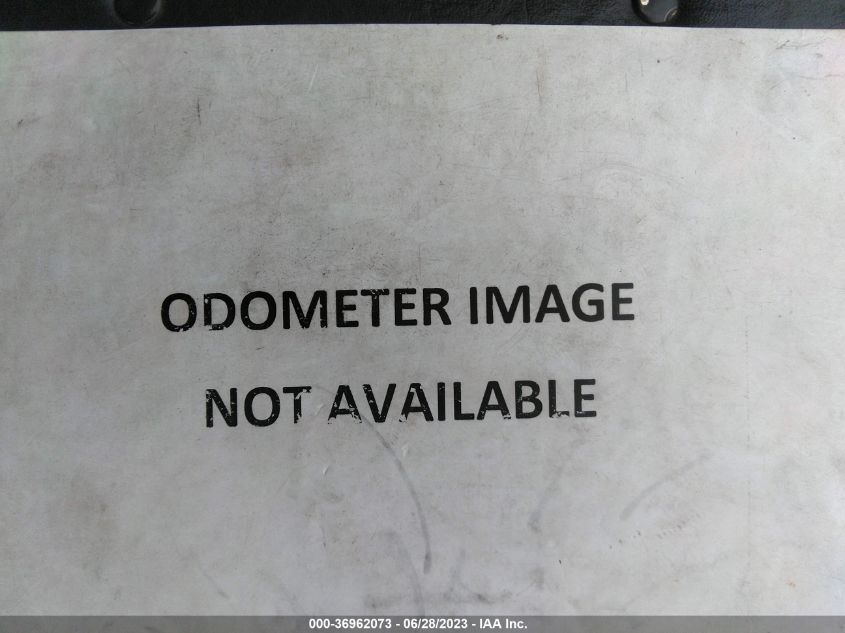 ODOMETER IMAGE
NOT AVAILABLE
000-36962073 - 06/28/2023 - IAA Inc.